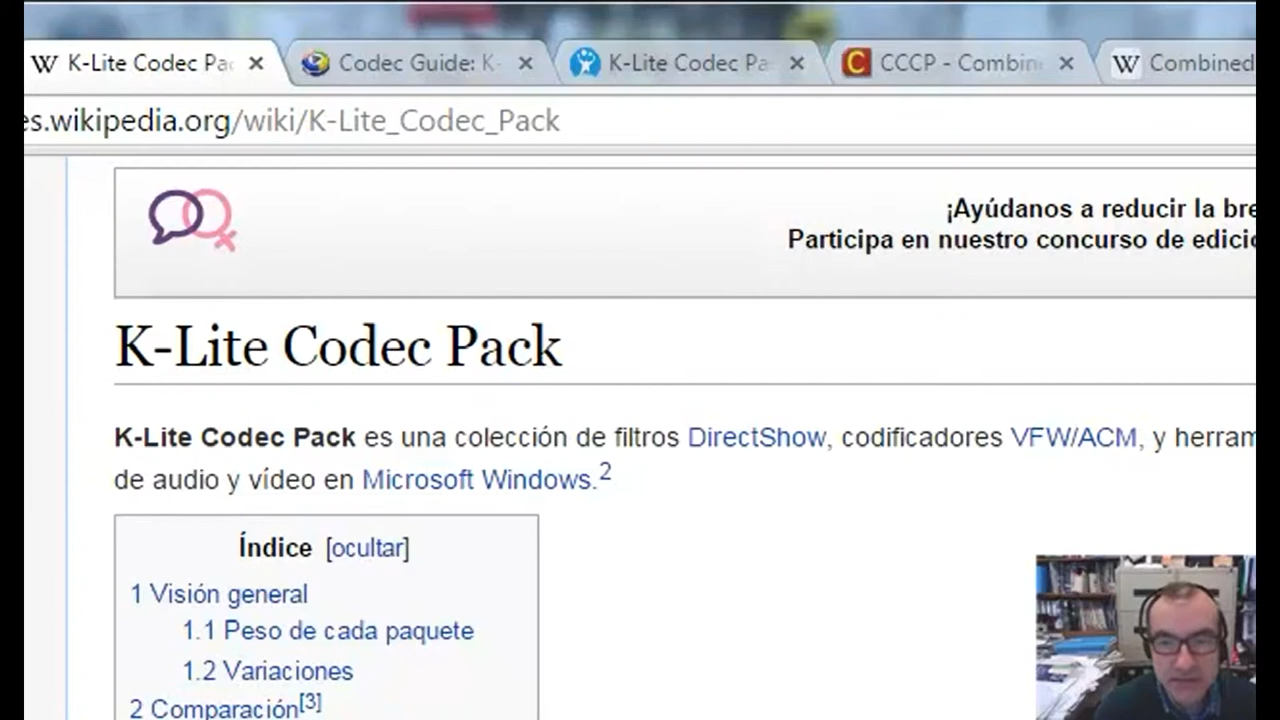 K-Lite Codec Pa
Codec Guide: K-
K-Lite Codec Pa
CCCP - Combin
Combined
es.wikipedia.org/wiki/K-Lite_Codec_Pack
¡Ayúdanos a reducir la bre
Participa en nuestro concurso de edicio
K-Lite Codec Pack
K-Lite Codec Pack es una colección de filtros DirectShow, codificadores VFW/ACM, y herram
de audio y vídeo en Microsoft Windows.2
Índice [ocultar]
1 Visión general
1.1 Peso de cada paquete
1.2 Variaciones
2 Comparación[3]